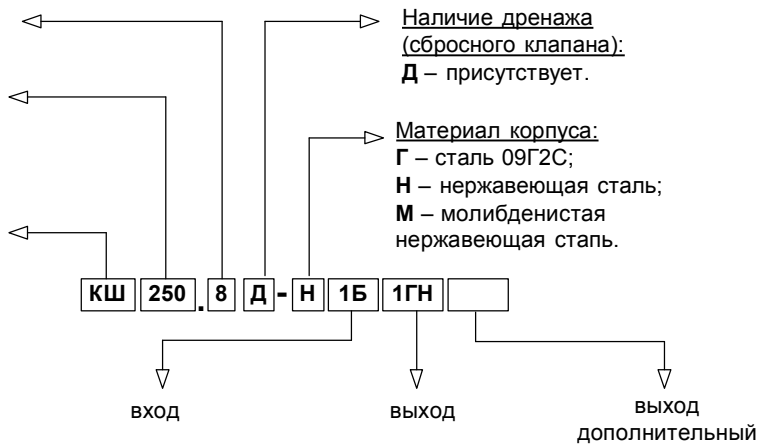 Наличие дренажа
(сбросного клапана):
Д – присутствует.
Материал корпуса:
Г – сталь 09Г2С;
Н – нержавеющая сталь;
М – молибденистая
нержавеющая стапь.
КШ 250 . 8 Д - Н 1Б 1ГН
вход
выход
выход
дополнительный